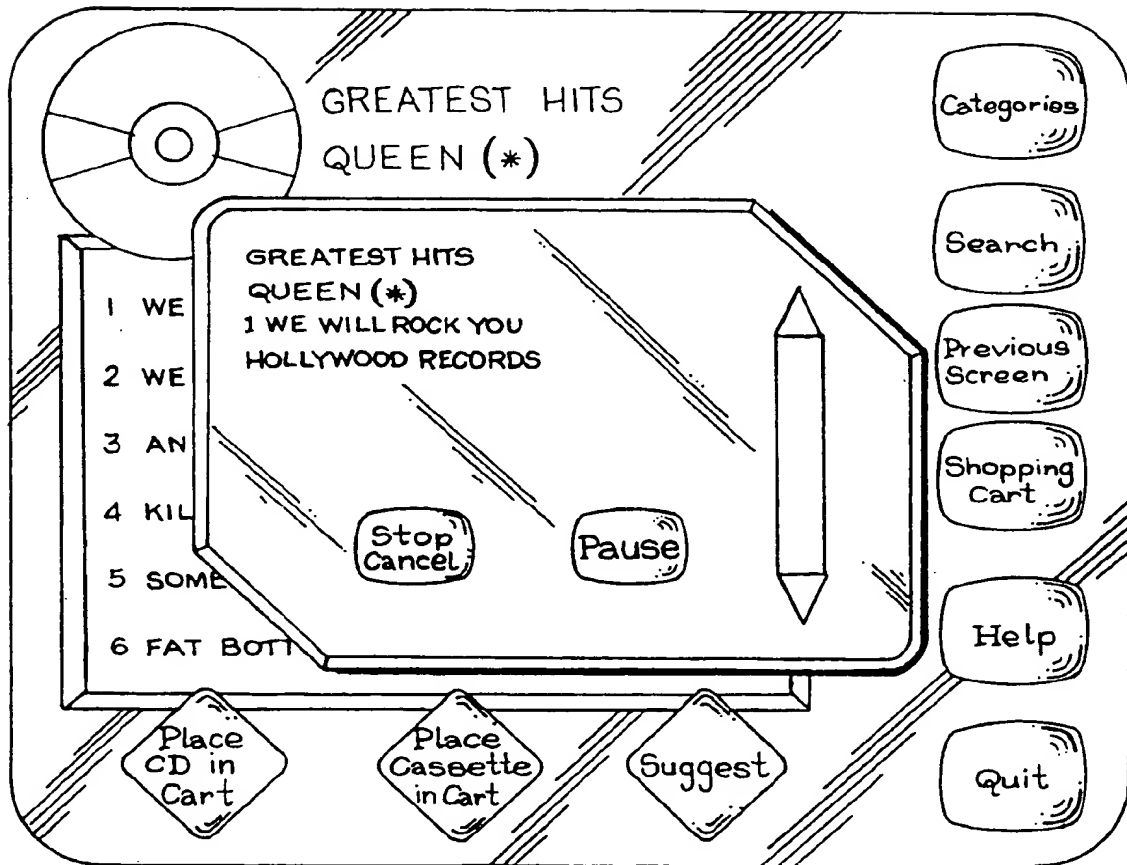 GREATEST HITS
QUEEN (*)
GREATEST HITS
QUEEN (*)
1 WE WILL ROCK YOU
HOLLYWOOD RECORDS
1 WE
2 WE
3 AN
4 KIL
5 SOME
6 FAT BOTT
Stop
Cancel
Pause
Place
CD in
Cart
Place
Cassette
in Cart
Suggest
Categories
Search
Previous
Screen
Shopping
Cart
Help
Quit